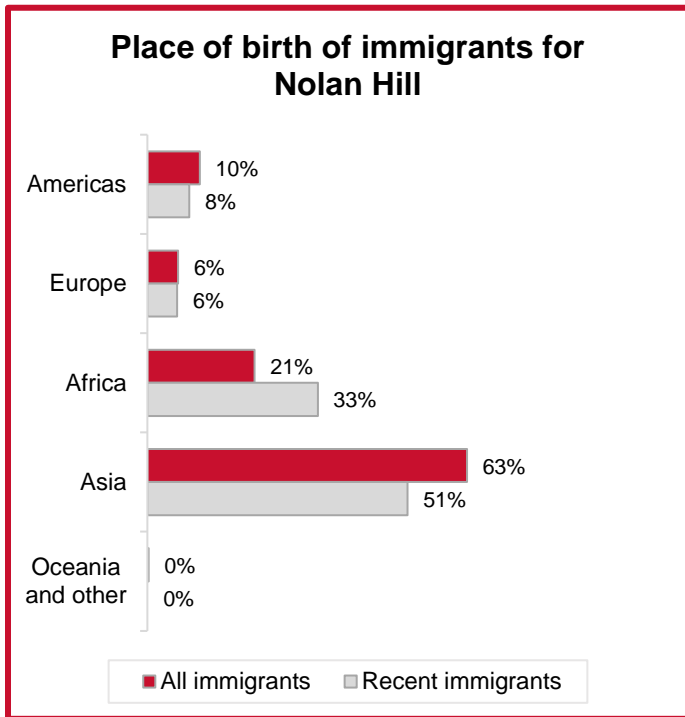 Place of birth of immigrants for
Nolan Hill
Americas
10%
8%
Europe
6%
6%
Africa
21%
33%
Asia
63%
51%
Oceania
and other
0%
0%
All immigrants
Recent immigrants